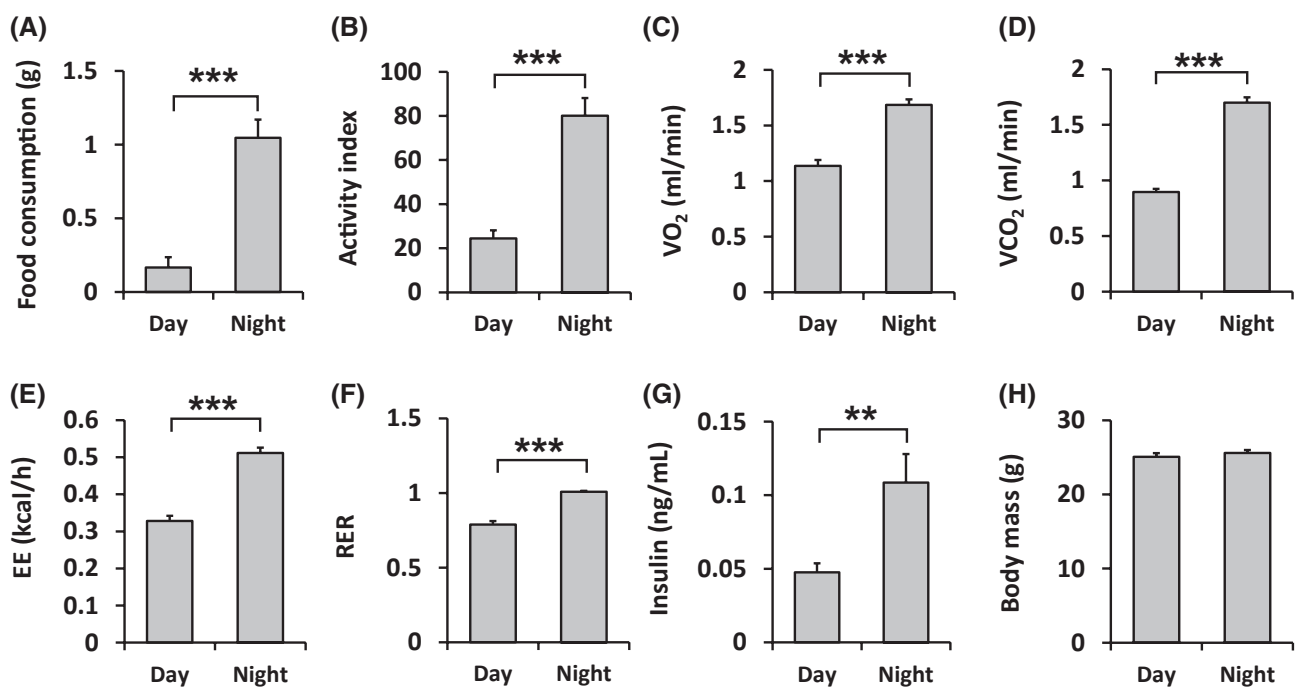 (A)
Food consumption (g)
1.5
1
0.5
0
***
Day Night
(B)
Activity index
100
80
60
40
20
0
***
Day Night
(C)
VO₂ (ml/min)
2
1.5
1
0.5
0
***
Day Night
(D)
VCO₂ (ml/min)
2
1.5
1
0.5
0
***
Day Night
(E)
EE (kcal/h)
0.6
0.5
0.4
0.3
0.2
0.1
0
***
Day Night
(F)
RER
1.5
1
0.5
0
***
Day Night
(G)
Insulin (ng/mL)
0.15
0.1
0.05
0
**
Day Night
(H)
Body mass (g)
30
20
10
0
Day Night